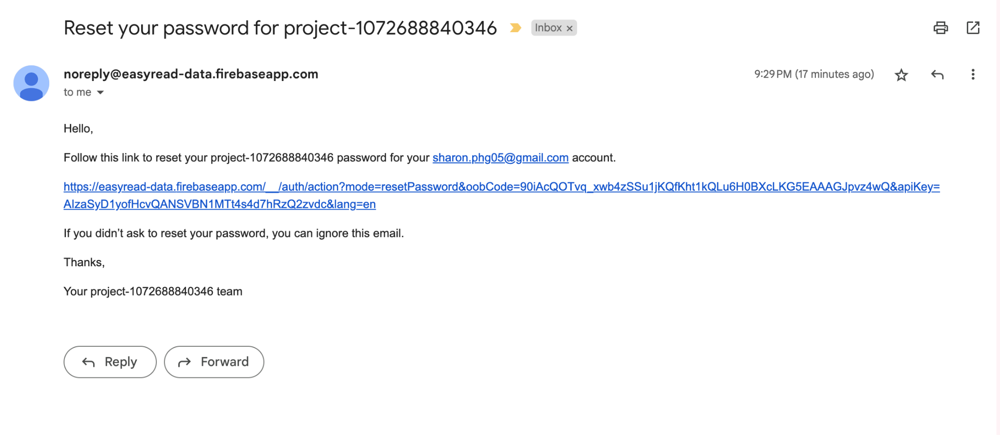 Reset your password for project-1072688840346
Inbox ×
noreply@easyread-data.firebaseapp.com
9:29 PM (17 minutes ago)
to me
Hello,
Follow this link to reset your project-1072688840346 password for your sharon.phg05@gmail.com account.
https://easyread-data.firebaseapp.com/__/auth/action?mode=resetPassword&oobCode=90iAcQOTvq_xwb4zSSu1jKQfKht1kQLu6H0BXcLKG5EAAAGJpvz4wQ&apiKey=
AIzaSyD1yofHcvQANSVBN1MTt4s4d7hRzQ2zvdc&lang=en
If you didn’t ask to reset your password, you can ignore this email.
Thanks,
Your project-1072688840346 team
Reply
Forward